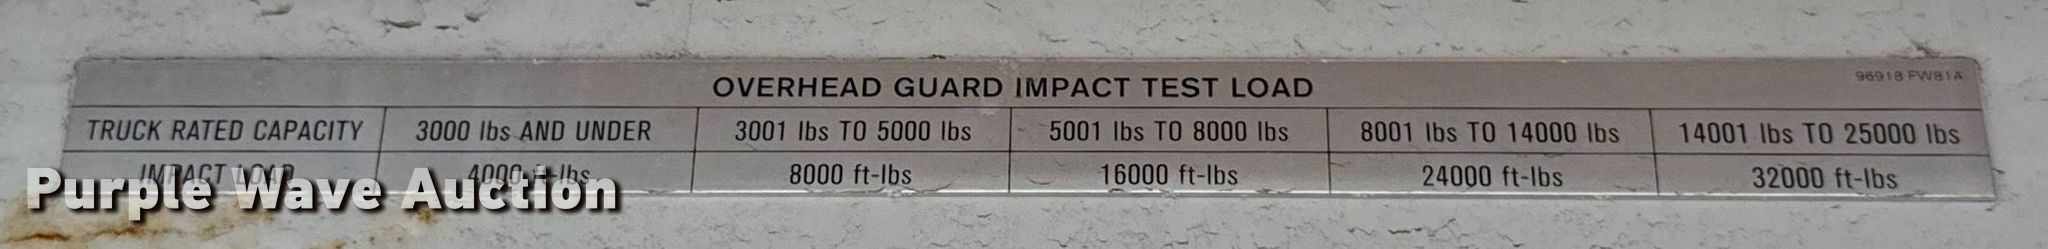 OVERHEAD GUARD IMPACT TEST LOAD 96918 FW81A
TRUCK RATED CAPACITY 3000 lbs AND UNDER 3001 lbs TO 5000 lbs 5001 lbs TO 8000 lbs 8001 lbs TO 14000 lbs 14001 lbs TO 25000 lbs
IMPACT LOAD 4000 ft-lbs 8000 ft-lbs 16000 ft-lbs 24000 ft-lbs 32000 ft-lbs
Purple Wave Auction